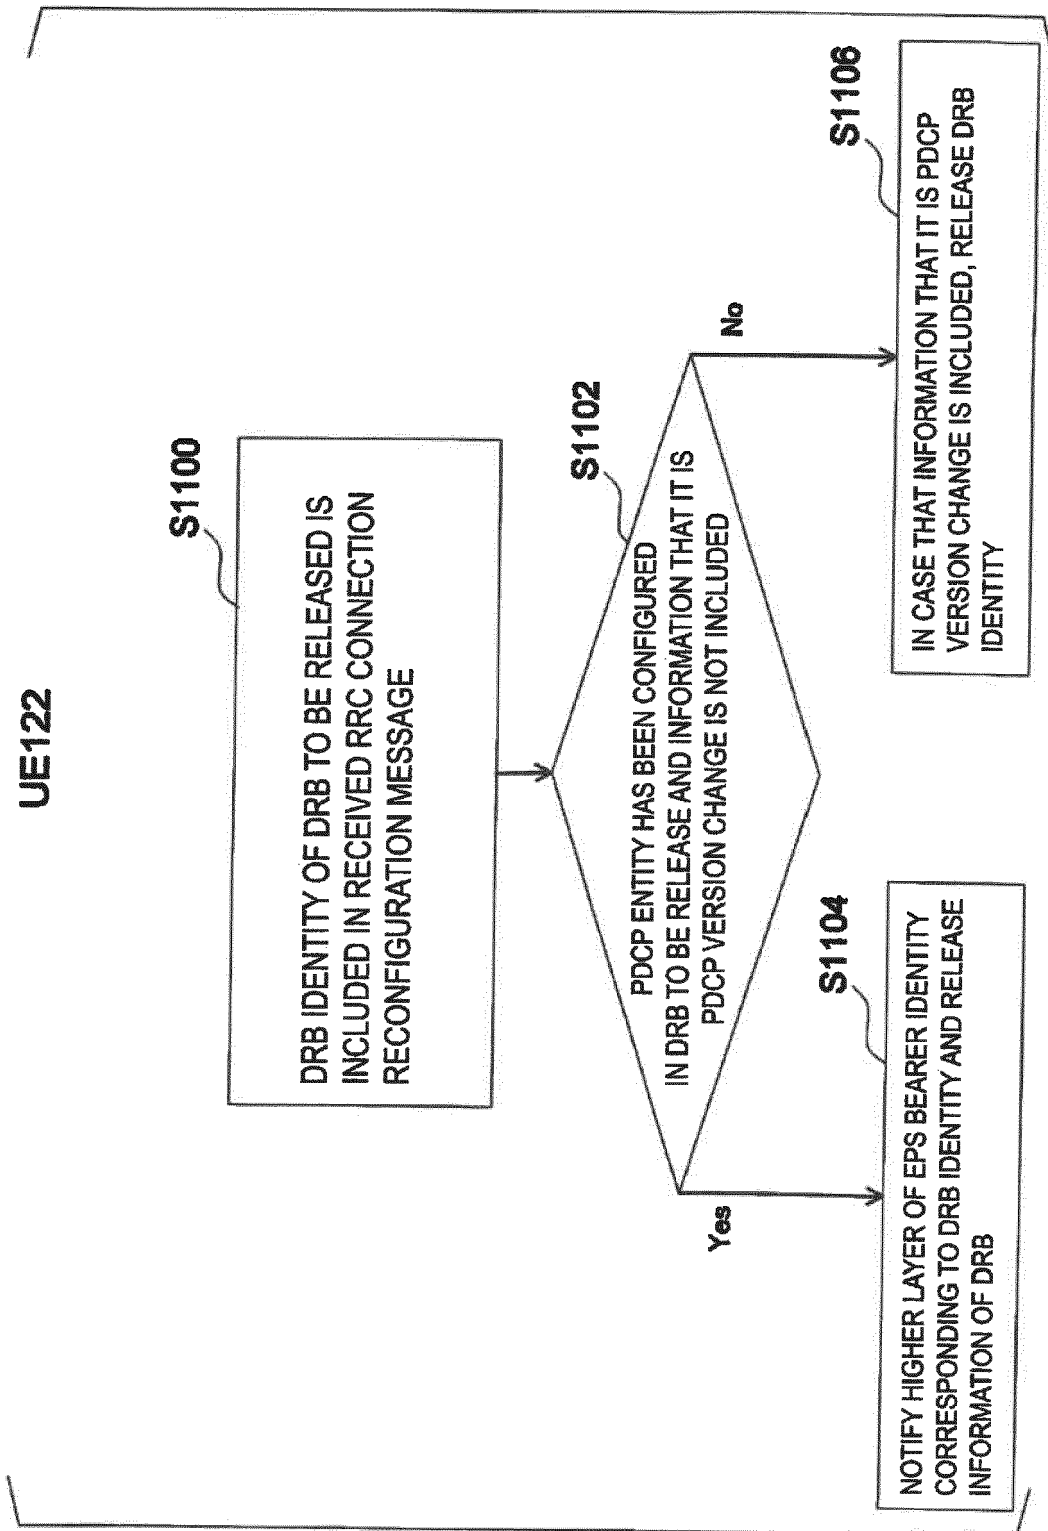 UE122
S1100
DRB IDENTITY OF DRB TO BE RELEASED IS
INCLUDED IN RECEIVED RRC CONNECTION
RECONFIGURATION MESSAGE
S1102
PDCP ENTITY HAS BEEN CONFIGURED
IN DRB TO BE RELEASE AND INFORMATION THAT IT IS
PDCP VERSION CHANGE IS NOT INCLUDED
Yes
No
S1104
NOTIFY HIGHER LAYER OF EPS BEARER IDENTITY
CORRESPONDING TO DRB IDENTITY AND RELEASE
INFORMATION OF DRB
S1106
IN CASE THAT INFORMATION THAT IT IS PDCP
VERSION CHANGE IS INCLUDED, RELEASE DRB
IDENTITY